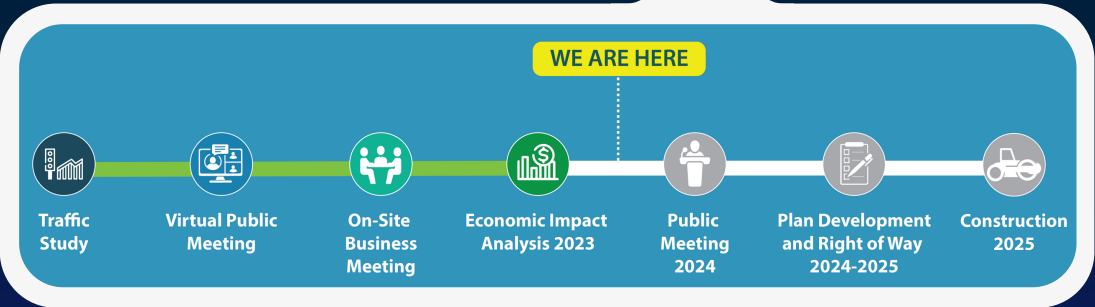 WE ARE HERE
Traffic
Study
Virtual Public
Meeting
On-Site
Business
Meeting
Economic Impact
Analysis 2023
Public
Meeting
2024
Plan Development
and Right of Way
2024-2025
Construction
2025